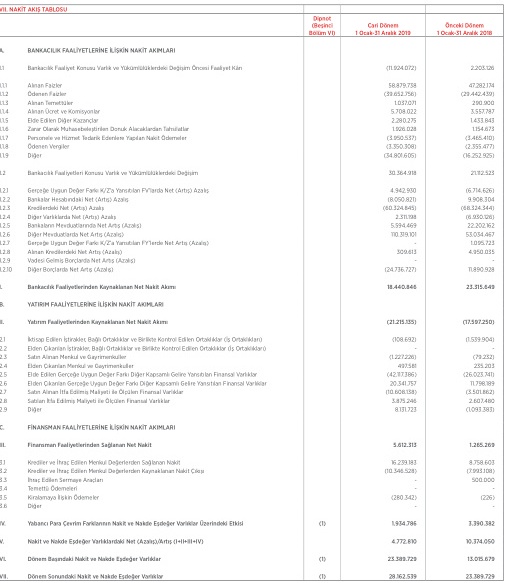 VII. NAKİT AKIŞ TABLOSU
Dipnot (Beşinci Bölüm VI) Cari Dönem 1 Ocak-31 Aralık 2019 Önceki Dönem 1 Ocak-31 Aralık 2018
A. BANKACILIK FAALİYETLERİNE İLİŞKİN NAKİT AKIMLARI
1.1 Bankacılık Faaliyet Konusu Varlık ve Yükümlülüklerdeki Değişim Öncesi Faaliyet Kârı (11.924.072) 2.203.126
1.1.1 Alınan Faizler 58.879.738 47.282.174
1.1.2 Ödenen Faizler (39.652.756) (29.442.439)
1.1.3 Alınan Temettüler 1.037.071 290.900
1.1.4 Alınan Ücret ve Komisyonlar 5.708.022 3.557.787
1.1.5 Elde Edilen Diğer Kazançlar 2.280.275 1.433.843
1.1.6 Zarar Olarak Muhasebeleştirilen Donuk Alacaklardan Tahsilatlar 1.926.028 1.154.673
1.1.7 Personele ve Hizmet Tedarik Edenlere Yapılan Nakit Ödemeler (3.950.537) (3.465.410)
1.1.8 Ödenen Vergiler (3.350.308) (2.355.477)
1.1.9 Diğer (34.801.605) (16.252.925)
1.2 Bankacılık Faaliyetleri Konusu Varlık ve Yükümlülüklerdeki Değişim 30.364.918 21.112.523
1.2.1 Gerçeğe Uygun Değer Farkı K/Z'a Yansıtılan FV'larda Net (Artış) Azalış 4.942.930 (6.714.626)
1.2.2 Bankalar Hesabındaki Net (Artış) Azalış (8.050.821) 9.908.304
1.2.3 Kredilerdeki Net (Artış) Azalış (60.324.845) (68.324.344)
1.2.4 Diğer Varlıklarda Net (Artış) Azalış 2.311.198 (6.930.126)
1.2.5 Bankaların Mevduatlarında Net Artış (Azalış) 5.594.469 22.202.162
1.2.6 Diğer Mevduatlarda Net Artış (Azalış) 110.319.101 53.034.467
1.2.7 Gerçeğe Uygun Değer Farkı K/Z'a Yansıtılan FY'lerde Net Artış (Azalış) - 1.095.723
1.2.8 Alınan Kredilerdeki Net Artış (Azalış) 309.613 4.950.035
1.2.9 Vadesi Gelmiş Borçlarda Net Artış (Azalış) - -
1.2.10 Diğer Borçlarda Net Artış (Azalış) (24.736.727) 11.890.928
I. Bankacılık Faaliyetlerinden Kaynaklanan Net Nakit Akımı 18.440.846 23.315.649
B. YATIRIM FAALİYETLERİNE İLİŞKİN NAKİT AKIMLARI
II. Yatırım Faaliyetlerinden Kaynaklanan Net Nakit Akımı (21.215.135) (17.597.250)
2.1 İktisap Edilen İştirakler, Bağlı Ortaklıklar ve Birlikte Kontrol Edilen Ortaklıklar (İş Ortaklıkları) (108.692) (1.539.904)
2.2 Elden Çıkarılan İştirakler, Bağlı Ortaklıklar ve Birlikte Kontrol Edilen Ortaklıklar (İş Ortaklıkları) - -
2.3 Satın Alınan Menkul ve Gayrimenkuller (1.227.226) (79.232)
2.4 Elden Çıkarılan Menkul ve Gayrimenkuller 497.581 235.203
2.5 Elde Edilen Gerçeğe Uygun Değer Farkı Diğer Kapsamlı Gelire Yansıtılan Finansal Varlıklar (42.117.386) (26.023.741)
2.6 Elden Çıkarılan Gerçeğe Uygun Değer Farkı Diğer Kapsamlı Gelire Yansıtılan Finansal Varlıklar 20.341.757 11.798.189
2.7 Satın Alınan İtfa Edilmiş Maliyeti ile Ölçülen Finansal Varlıklar (10.608.138) (3.501.862)
2.8 Satılan İtfa Edilmiş Maliyeti ile Ölçülen Finansal Varlıklar 3.875.246 2.607.480
2.9 Diğer 8.131.723 (1.093.383)
C. FİNANSMAN FAALİYETLERİNE İLİŞKİN NAKİT AKIMLARI
III. Finansman Faaliyetlerinden Sağlanan Net Nakit 5.612.313 1.265.269
3.1 Krediler ve İhraç Edilen Menkul Değerlerden Sağlanan Nakit 16.239.183 8.758.603
3.2 Krediler ve İhraç Edilen Menkul Değerlerden Kaynaklanan Nakit Çıkışı (10.346.528) (7.993.108)
3.3 İhraç Edilen Sermaye Araçları - 500.000
3.4 Temettü Ödemeleri - -
3.5 Kiralamaya İlişkin Ödemeler (280.342) (226)
3.6 Diğer - -
IV. Yabancı Para Çevrim Farklarının Nakit ve Nakde Eşdeğer Varlıklar Üzerindeki Etkisi (1) 1.934.786 3.390.382
V. Nakit ve Nakde Eşdeğer Varlıklardaki Net (Azalış)/Artış (I+II+III+IV) 4.772.810 10.374.050
VI. Dönem Başındaki Nakit ve Nakde Eşdeğer Varlıklar (1) 23.389.729 13.015.679
VII. Dönem Sonundaki Nakit ve Nakde Eşdeğer Varlıklar (1) 28.162.539 23.389.729